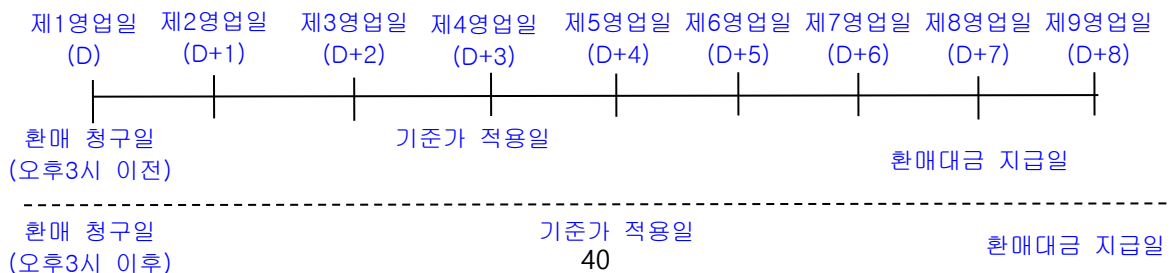 제1영업일 제2영업일 제3영업일 제4영업일 제5영업일 제6영업일 제7영업일 제8영업일 제9영업일
(D) (D+1) (D+2) (D+3) (D+4) (D+5) (D+6) (D+7) (D+8)
환매 청구일 기준가 적용일
(오후3시 이전) 환매대금 지급일
환매 청구일 기준가 적용일
(오후3시 이후) 환매대금 지급일
40